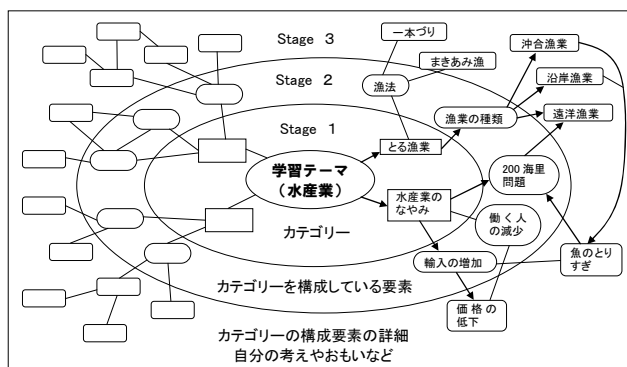 Stage 3
Stage 2
Stage 1
一本づり
まきあみ漁
漁法
沖合漁業
沿岸漁業
遠洋漁業
漁業の種類
とる漁業
学習テーマ
(水産業)
水産業の
なやみ
200海里
問題
働く人
の減少
カテゴリー
輸入の増加
魚のとり
すぎ
カテゴリーを構成している要素
価格の
低下
カテゴリーの構成要素の詳細
自分の考えやおもいなど